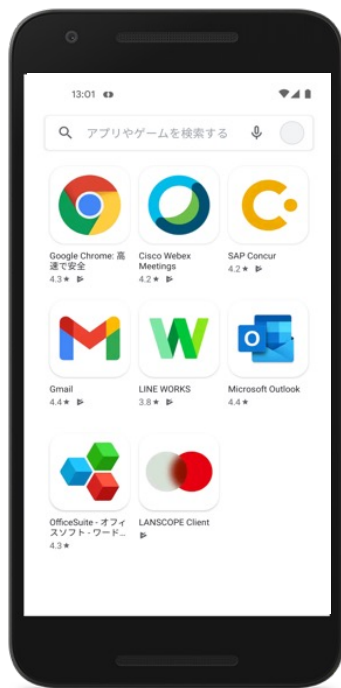 13:01
アプリやゲームを検索する
Google Chrome: 高
速で安全
4.3★
Cisco Webex
Meetings
4.2★
SAP Concur
4.2★
Gmail
4.4★
LINE WORKS
3.8★
Microsoft Outlook
4.4★
OfficeSuite - オフィ
スソフト・ワード...
4.3★
LANSCOPE Client